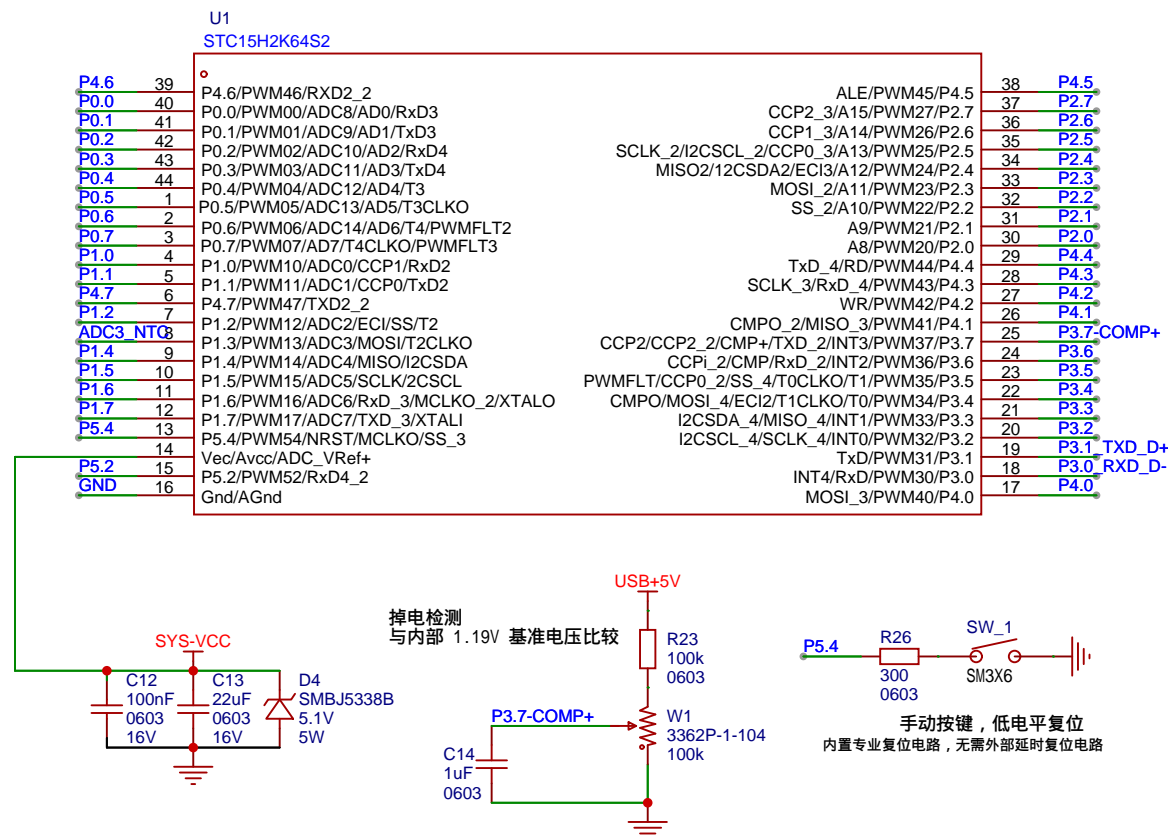 U1
STC15H2K64S2
P4.6 39 P4.6/PWM46/RXD2_2
P0.0 40 P0.0/PWM00/ADC8/AD0/RxD3
P0.1 41 P0.1/PWM01/ADC9/AD1/TxD3
P0.2 42 P0.2/PWM02/ADC10/AD2/RxD4
P0.3 43 P0.3/PWM03/ADC11/AD3/TxD4
P0.4 44 P0.4/PWM04/ADC12/AD4/T3
P0.5 1 P0.5/PWM05/ADC13/AD5/T3CLKO
P0.6 2 P0.6/PWM06/ADC14/AD6/T4/PWMFLT2
P0.7 3 P0.7/PWM07/AD7/T4CLKO/PWMFLT3
P1.0 4 P1.0/PWM10/ADC0/CCP1/RxD2
P1.1 5 P1.1/PWM11/ADC1/CCP0/TxD2
P4.7 6 P4.7/PWM47/TXD2_2
P1.2 7 P1.2/PWM12/ADC2/ECI/SS/T2
ADC3_NTC 8 P1.3/PWM13/ADC3/MOSI/T2CLKO
P1.4 9 P1.4/PWM14/ADC4/MISO/I2CSDA
P1.5 10 P1.5/PWM15/ADC5/SCLK/2CSCL
P1.6 11 P1.6/PWM16/ADC6/RxD_3/MCLKO_2/XTALO
P1.7 12 P1.7/PWM17/ADC7/TXD_3/XTALI
P5.4 13 P5.4/PWM54/NRST/MCLKO/SS_3
14 Vec/Avcc/ADC_VRef+
P5.2 15 P5.2/PWM52/RxD4_2
GND 16 Gnd/AGnd
ALE/PWM45/P4.5 38 P4.5
CCP2_3/A15/PWM27/P2.7 37 P2.7
CCP1_3/A14/PWM26/P2.6 36 P2.6
SCLK_2/I2CSCL_2/CCP0_3/A13/PWM25/P2.5 35 P2.5
MISO2/12CSDA2/ECI3/A12/PWM24/P2.4 34 P2.4
MOSI_2/A11/PWM23/P2.3 33 P2.3
SS_2/A10/PWM22/P2.2 32 P2.2
A9/PWM21/P2.1 31 P2.1
A8/PWM20/P2.0 30 P2.0
TxD_4/RD/PWM44/P4.4 29 P4.4
SCLK_3/RxD_4/PWM43/P4.3 28 P4.3
WR/PWM42/P4.2 27 P4.2
CMPO_2/MISO_3/PWM41/P4.1 26 P4.1
CCP2/CCP2_2/CMP+/TXD_2/INT3/PWM37/P3.7 25 P3.7-COMP+
CCPi_2/CMP/RxD_2/INT2/PWM36/P3.6 24 P3.6
PWMFLT/CCP0_2/SS_4/T0CLKO/T1/PWM35/P3.5 23 P3.5
CMPO/MOSI_4/ECI2/T1CLKO/T0/PWM34/P3.4 22 P3.4
I2CSDA_4/MISO_4/INT1/PWM33/P3.3 21 P3.3
I2CSCL_4/SCLK_4/INT0/PWM32/P3.2 20 P3.2
TxD/PWM31/P3.1 19 P3.1_TXD_D+
INT4/RxD/PWM30/P3.0 18 P3.0_RXD_D-
MOSI_3/PWM40/P4.0 17 P4.0
SYS-VCC
C12
100nF
0603
16V
C13
22uF
0603
16V
D4
SMBJ5338B
5.1V
5W
掉电检测
与内部 1.19V 基准电压比较
USB+5V
R23
100k
0603
P3.7-COMP+
W1
3362P-1-104
100k
C14
1uF
0603
P5.4
R26
300
0603
SW_1
SM3X6
手动按键，低电平复位
内置专业复位电路，无需外部延时复位电路